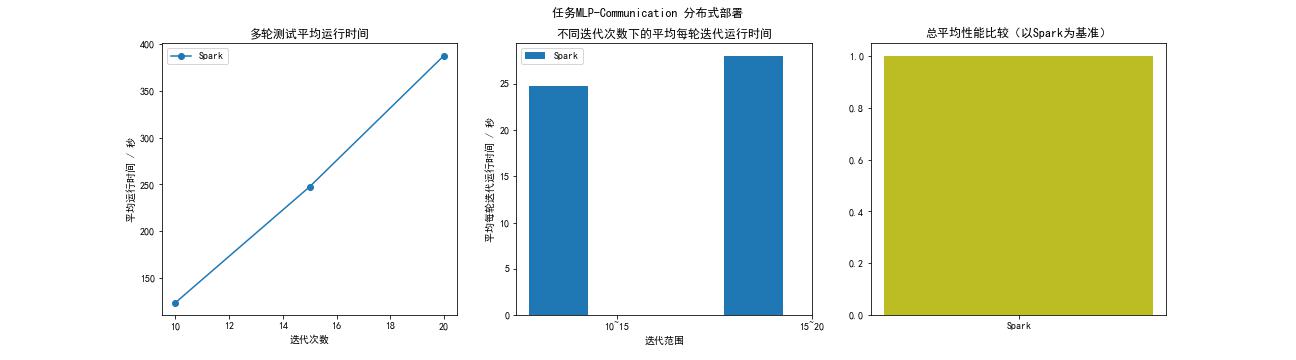 任务MLP-Communication 分布式部署
多轮测试平均运行时间
400
350
300
250
200
150
平均运行时间 / 秒
Spark
10 12 14 16 18 20
迭代次数
不同迭代次数下的平均每轮迭代运行时间
25
20
15
10
5
0
平均每轮迭代运行时间 / 秒
Spark
10~15 15~20
迭代范围
总平均性能比较（以Spark为基准）
1.0
0.8
0.6
0.4
0.2
0.0
Spark